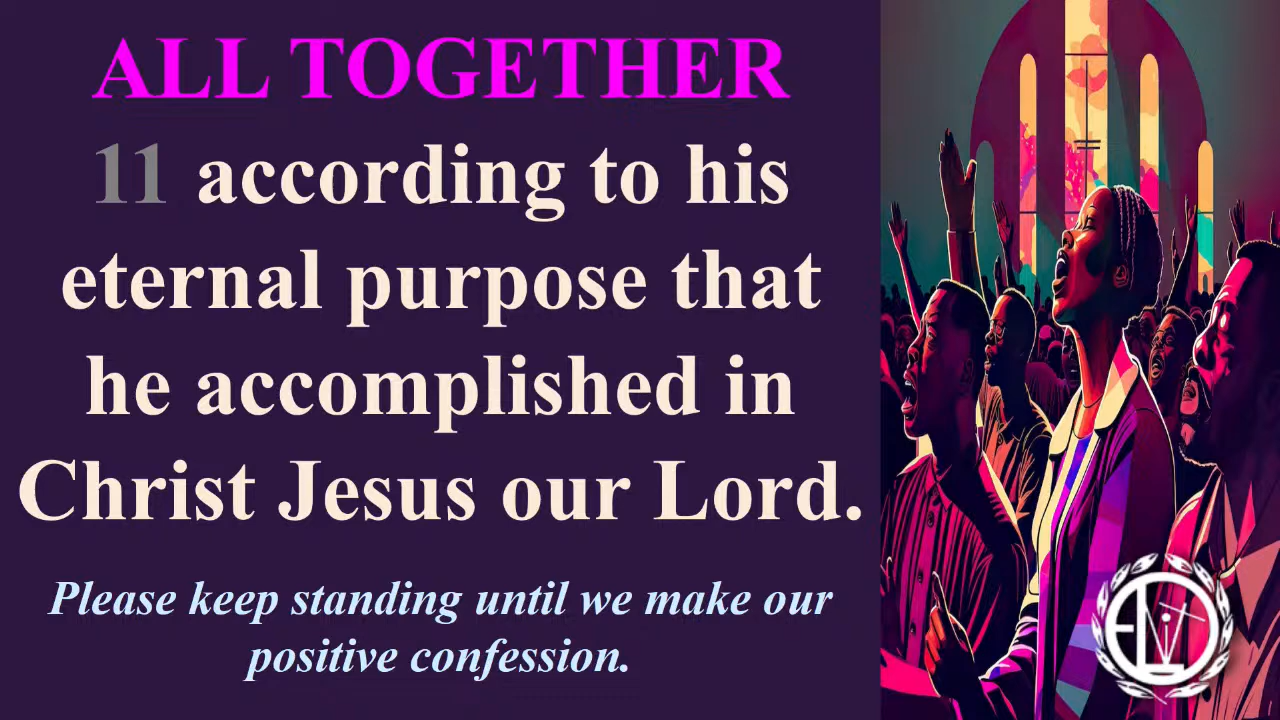 ALL TOGETHER
11 according to his
eternal purpose that
he accomplished in
Christ Jesus our Lord.
Please keep standing until we make our
positive confession.